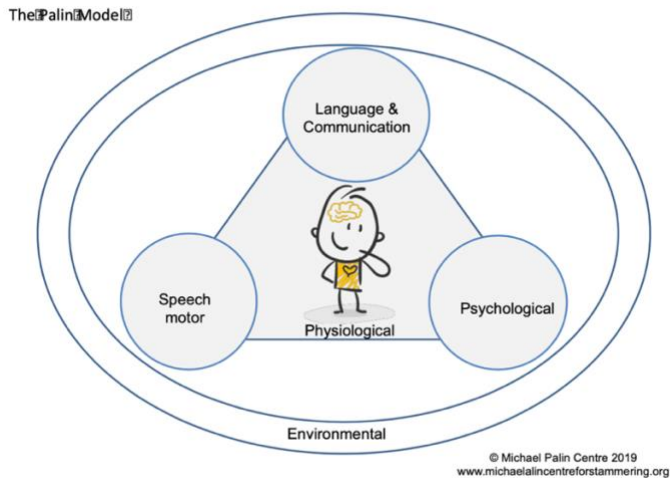 The Palin Model
Language &
Communication
Speech
motor
Psychological
Physiological
Environmental
© Michael Palin Centre 2019
www.michaelalincentreforstammering.org